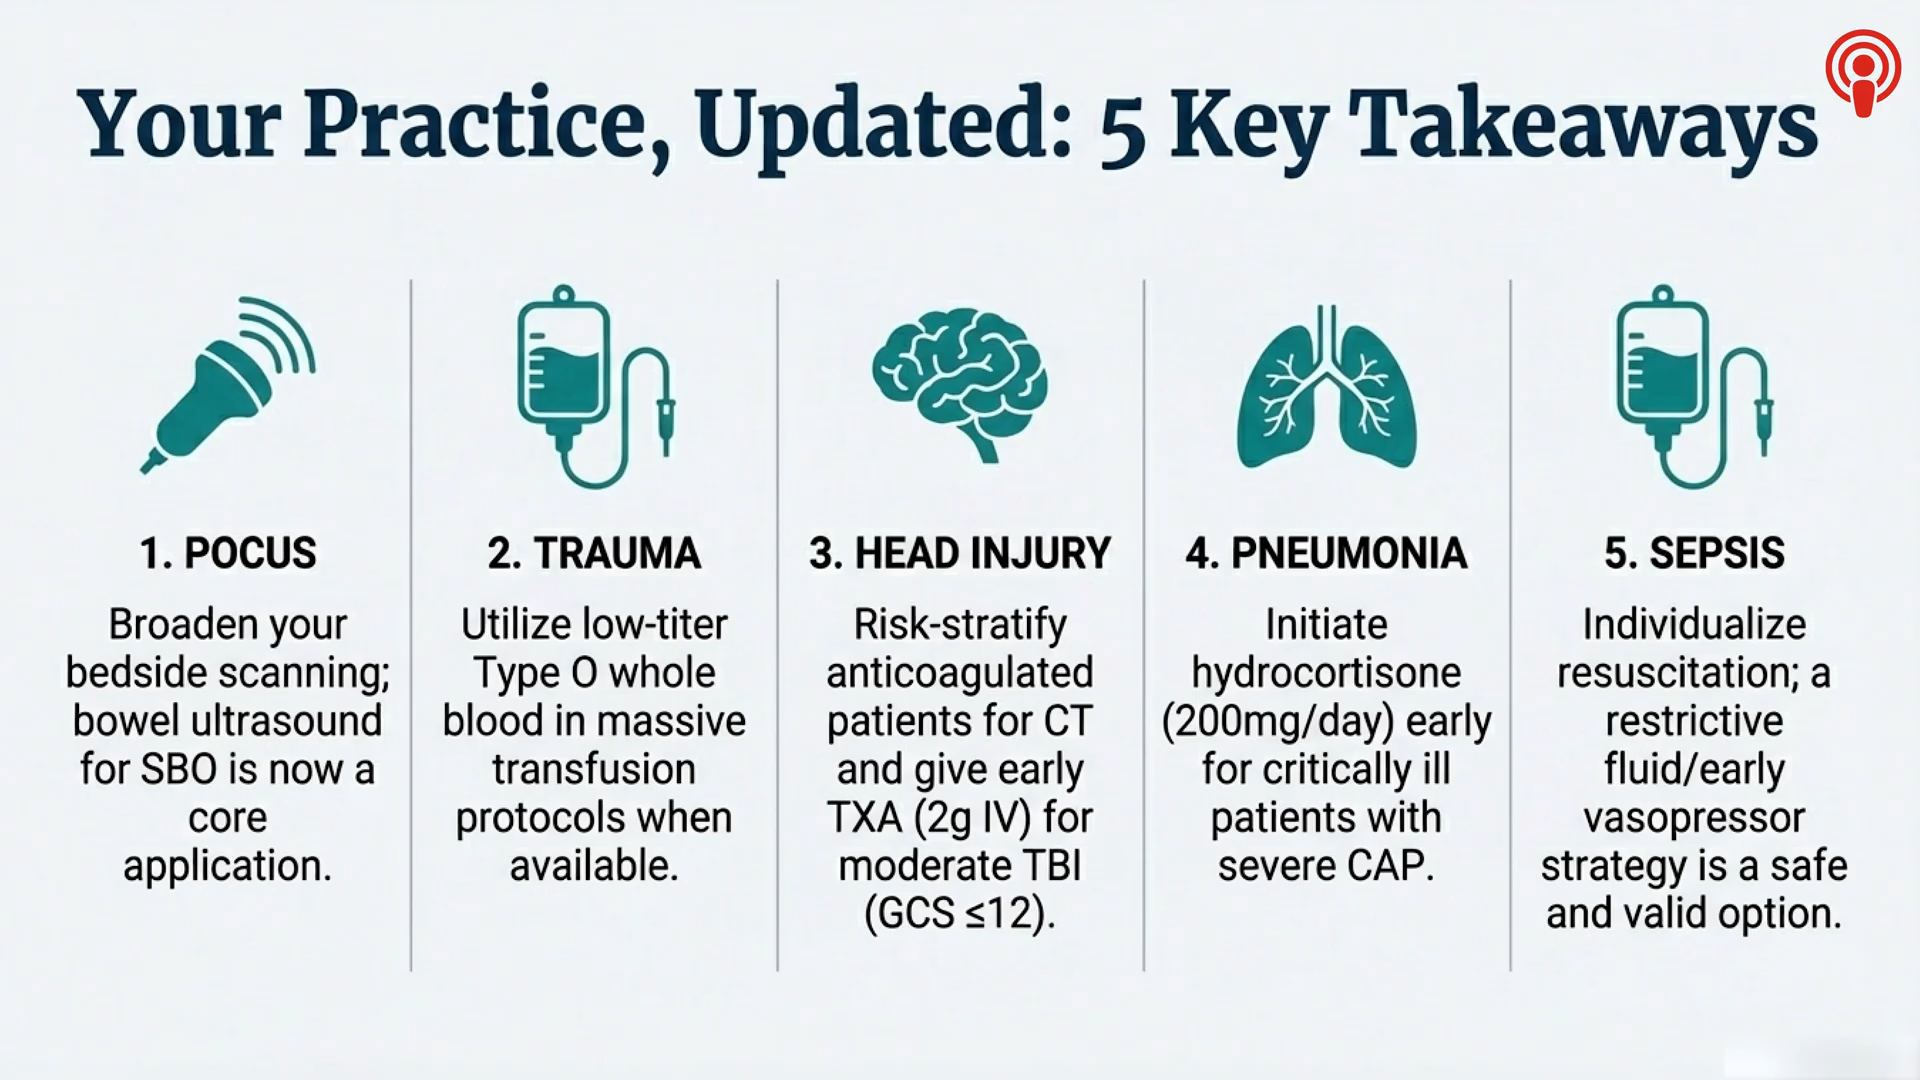 Your Practice, Updated: 5 Key Takeaways
1. POCUS
Broaden your
bedside scanning;
bowel ultrasound
for SBO is now a
core
application.
2. TRAUMA
Utilize low-titer
Type O whole
blood in massive
transfusion
protocols when
available.
3. HEAD INJURY
Risk-stratify
anticoagulated
patients for CT
and give early
TXA (2g IV) for
moderate TBI
(GCS ≤12).
4. PNEUMONIA
Initiate
hydrocortisone
(200mg/day) early
for critically ill
patients with
severe CAP.
5. SEPSIS
Individualize
resuscitation; a
restrictive
fluid/early
vasopressor
strategy is a safe
and valid option.